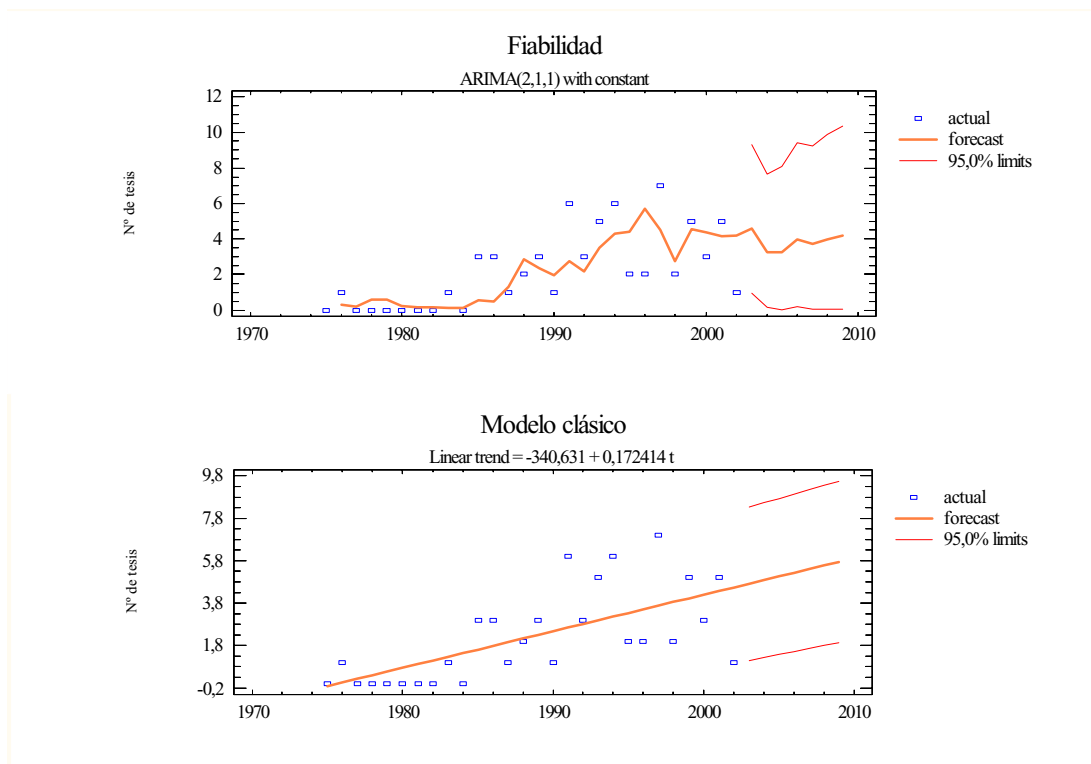 Fiabilidad
ARIMA(2,1,1) with constant
12
10
8
6
4
2
0
Nº de tesis
1970 1980 1990 2000 2010
actual
forecast
95,0% limits
Modelo clásico
Linear trend = -340,631 + 0,172414 t
9,8
7,8
5,8
3,8
1,8
-0,2
Nº de tesis
1970 1980 1990 2000 2010
actual
forecast
95,0% limits